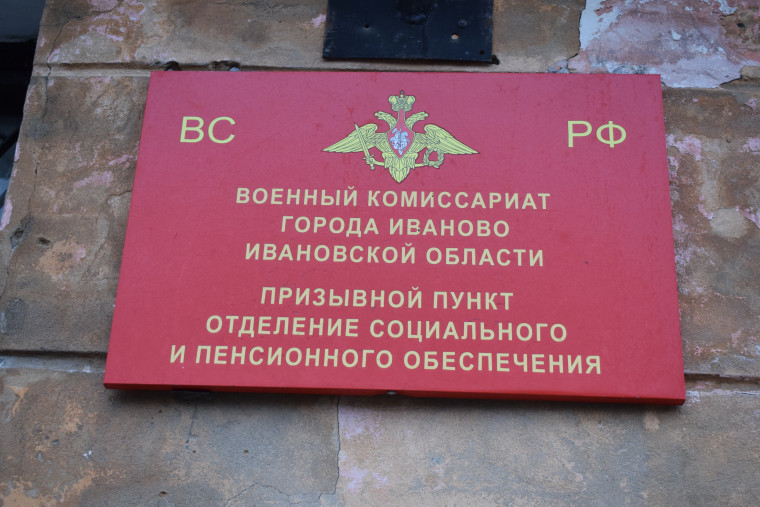 ВС РФ
ВОЕННЫЙ КОМИССАРИАТ
ГОРОДА ИВАНОВО
ИВАНОВСКОЙ ОБЛАСТИ
ПРИЗЫВНОЙ ПУНКТ
ОТДЕЛЕНИЕ СОЦИАЛЬНОГО
И ПЕНСИОННОГО ОБЕСПЕЧЕНИЯ